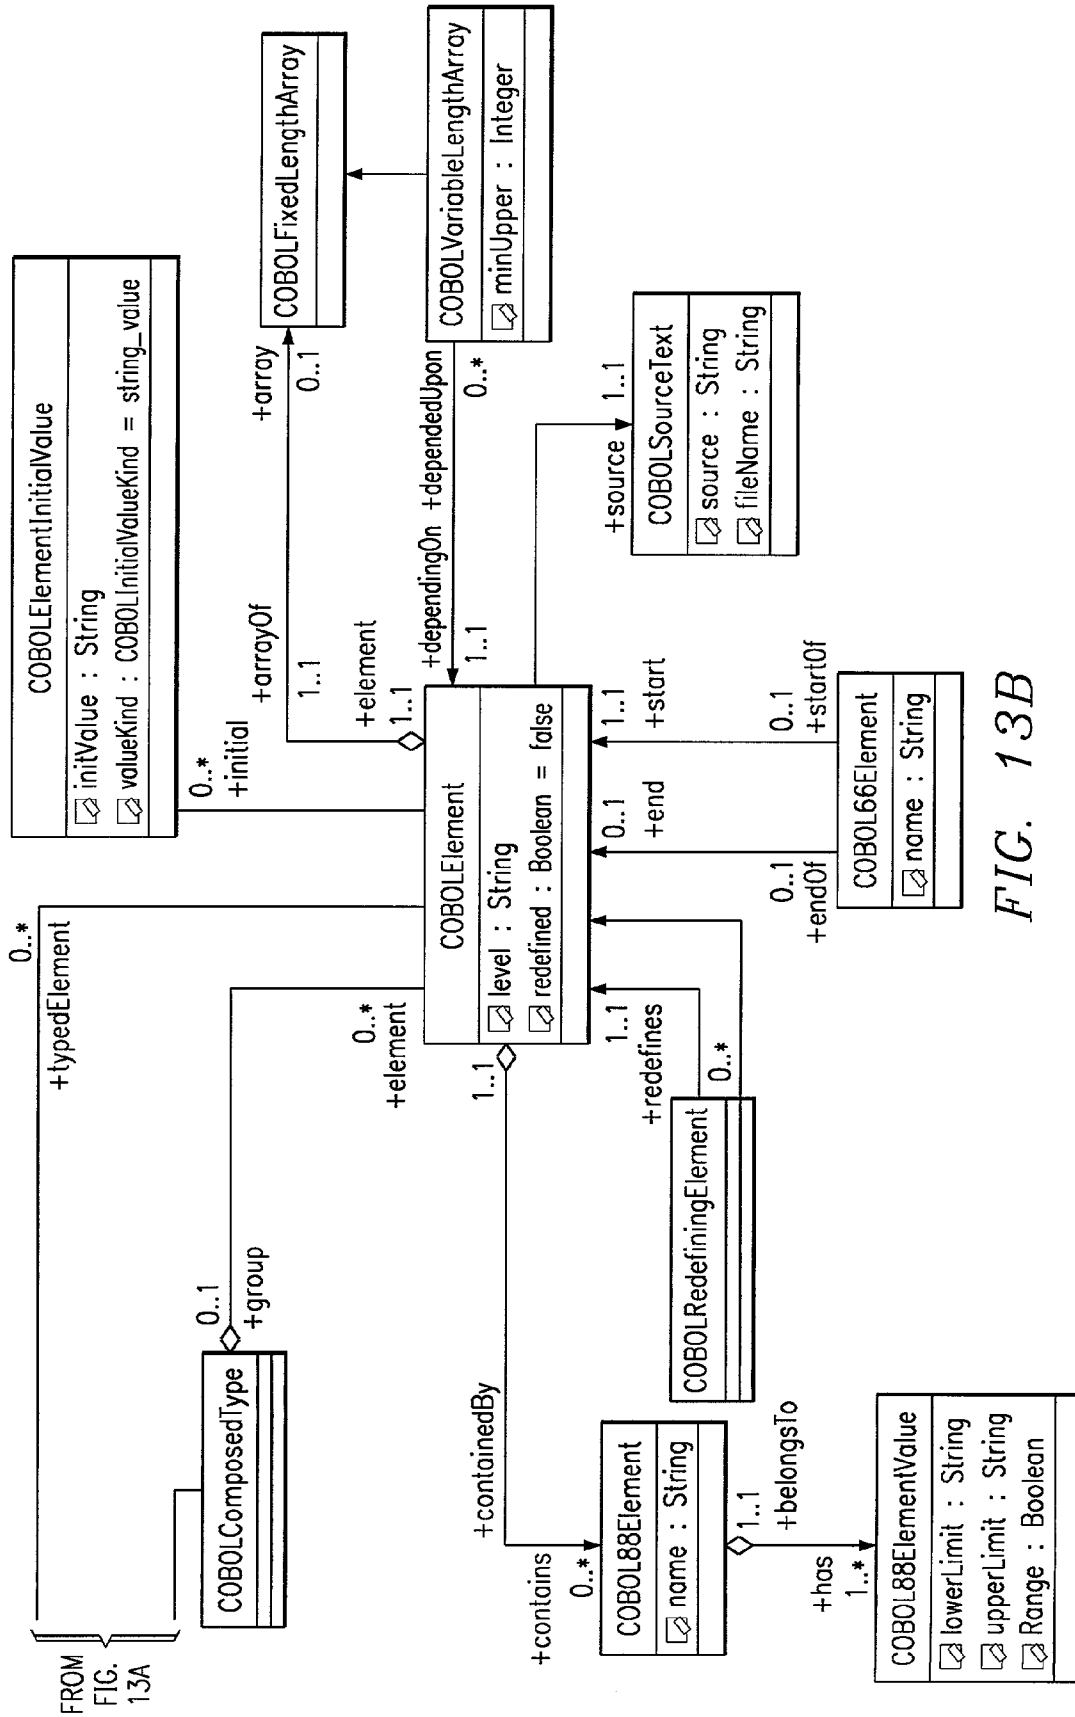 FROM
FIG.
13A
0..*
+typedElement
COBOLComposedType
0..1
+group
0..*
+element
COBOLElementInitialValue
initValue : String
valueKind : COBOLInitialValueKind = string_value
0..*
+initial
+arrayOf
1..1
+array
0..1
COBOLFixedLengthArray
+element
1..1
COBOLVariableLengthArray
minUpper : Integer
+dependingOn +dependedUpon
1..1
0..*
COBOLElement
level : String
redefined : Boolean = false
1..1
+containedBy
+contains
0..*
COBOL88Element
name : String
1..1
+belongsTo
+has
1..*
COBOL88ElementValue
lowerLimit : String
upperLimit : String
Range : Boolean
COBOLRedefiningElement
1..1
+redefines
0..*
0..1
+end
1..1
+start
0..1
+endOf
0..1
+startOf
COBOL66Element
name : String
+source
1..1
COBOLSourceText
source : String
fileName : String
FIG. 13B